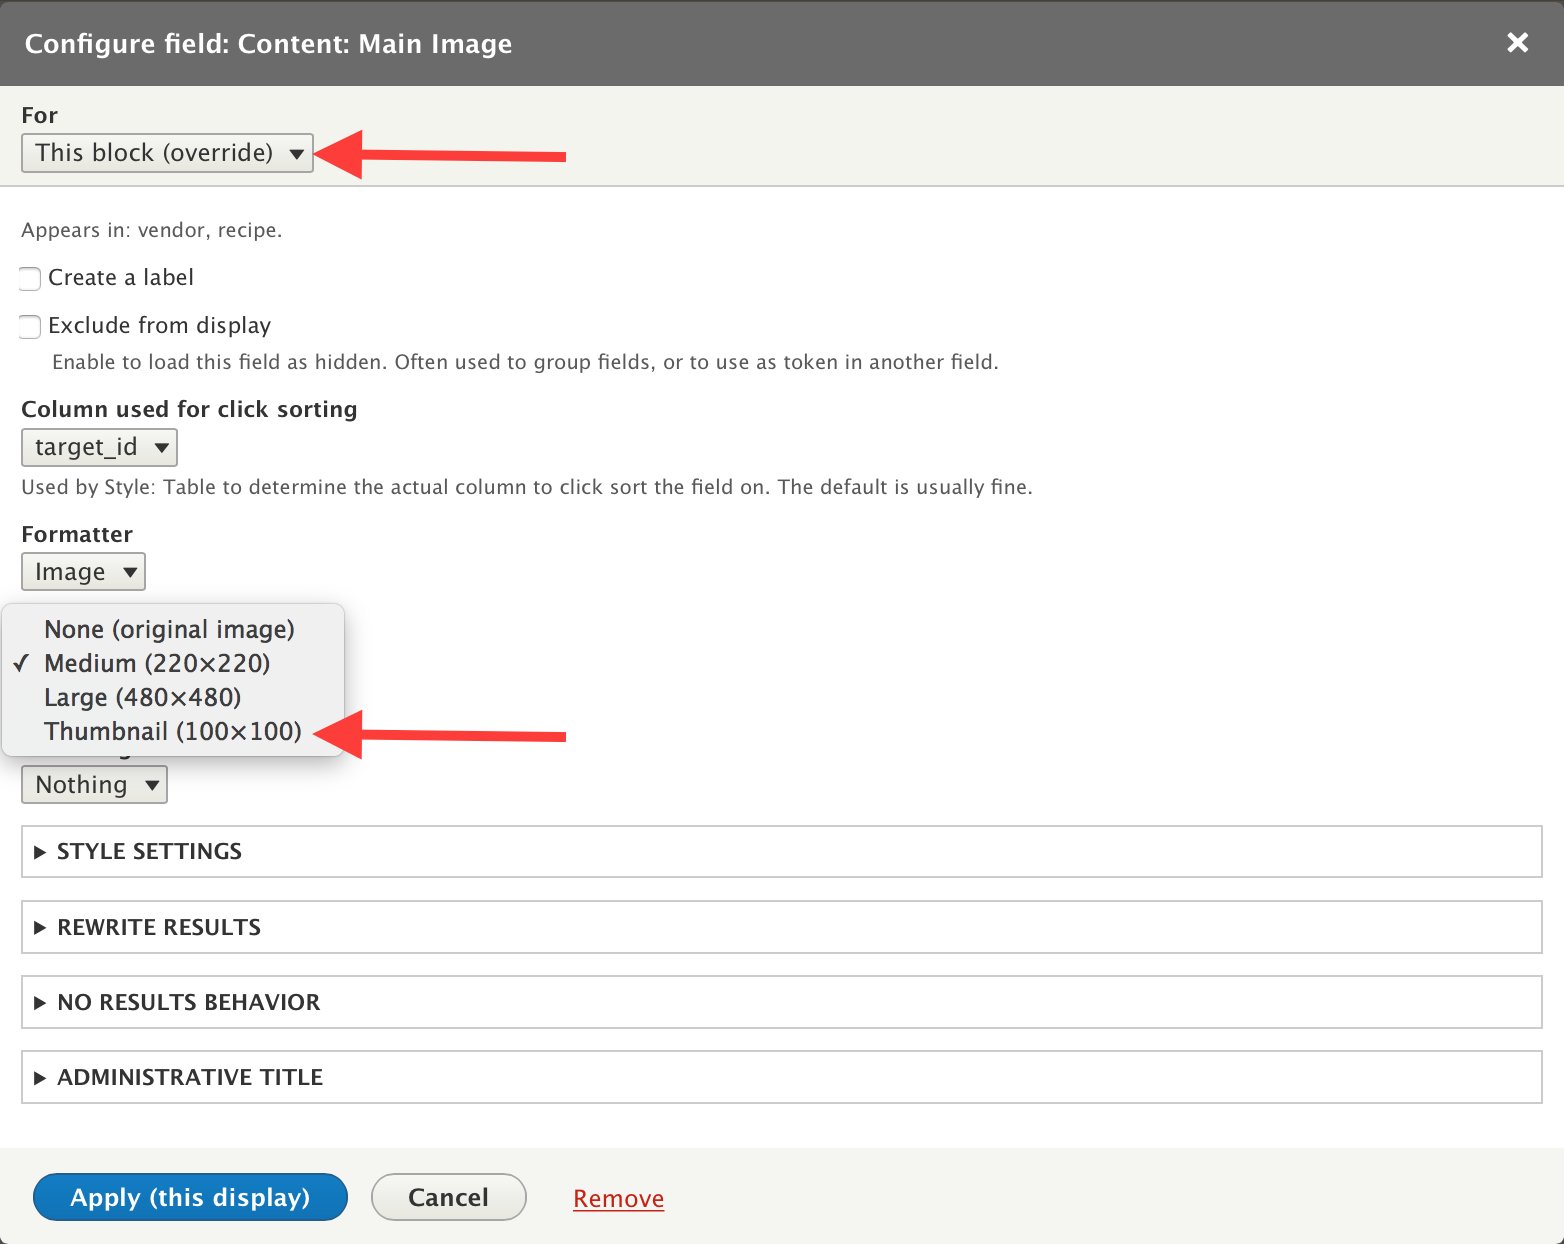 Configure field: Content: Main Image
For
This block (override)
Appears in: vendor, recipe.
Create a label
Exclude from display
Enable to load this field as hidden. Often used to group fields, or to use as token in another field.
Column used for click sorting
target_id
Used by Style: Table to determine the actual column to click sort the field on. The default is usually fine.
Formatter
Image
None (original image)
✓ Medium (220×220)
Large (480×480)
Thumbnail (100×100)
Nothing
STYLE SETTINGS
REWRITE RESULTS
NO RESULTS BEHAVIOR
ADMINISTRATIVE TITLE
Apply (this display) Cancel Remove